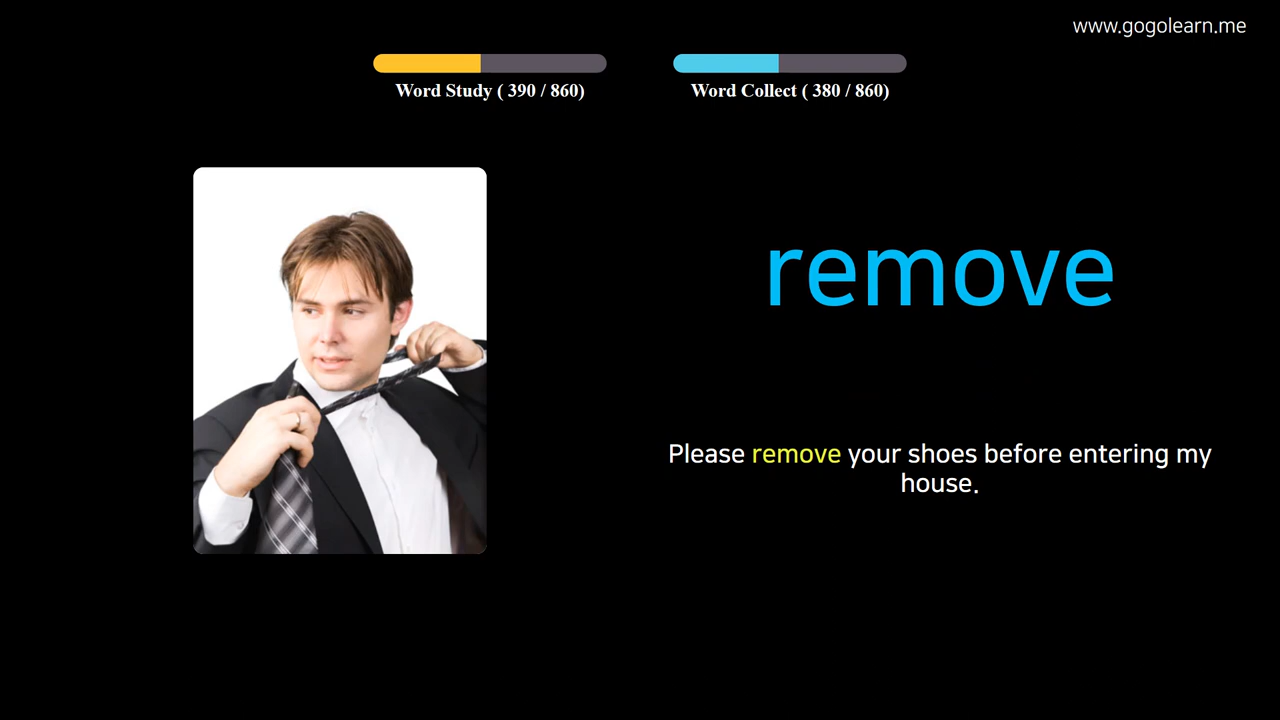 www.gogolearn.me
Word Study ( 390 / 860)
Word Collect ( 380 / 860)
remove
Please remove your shoes before entering my
house.